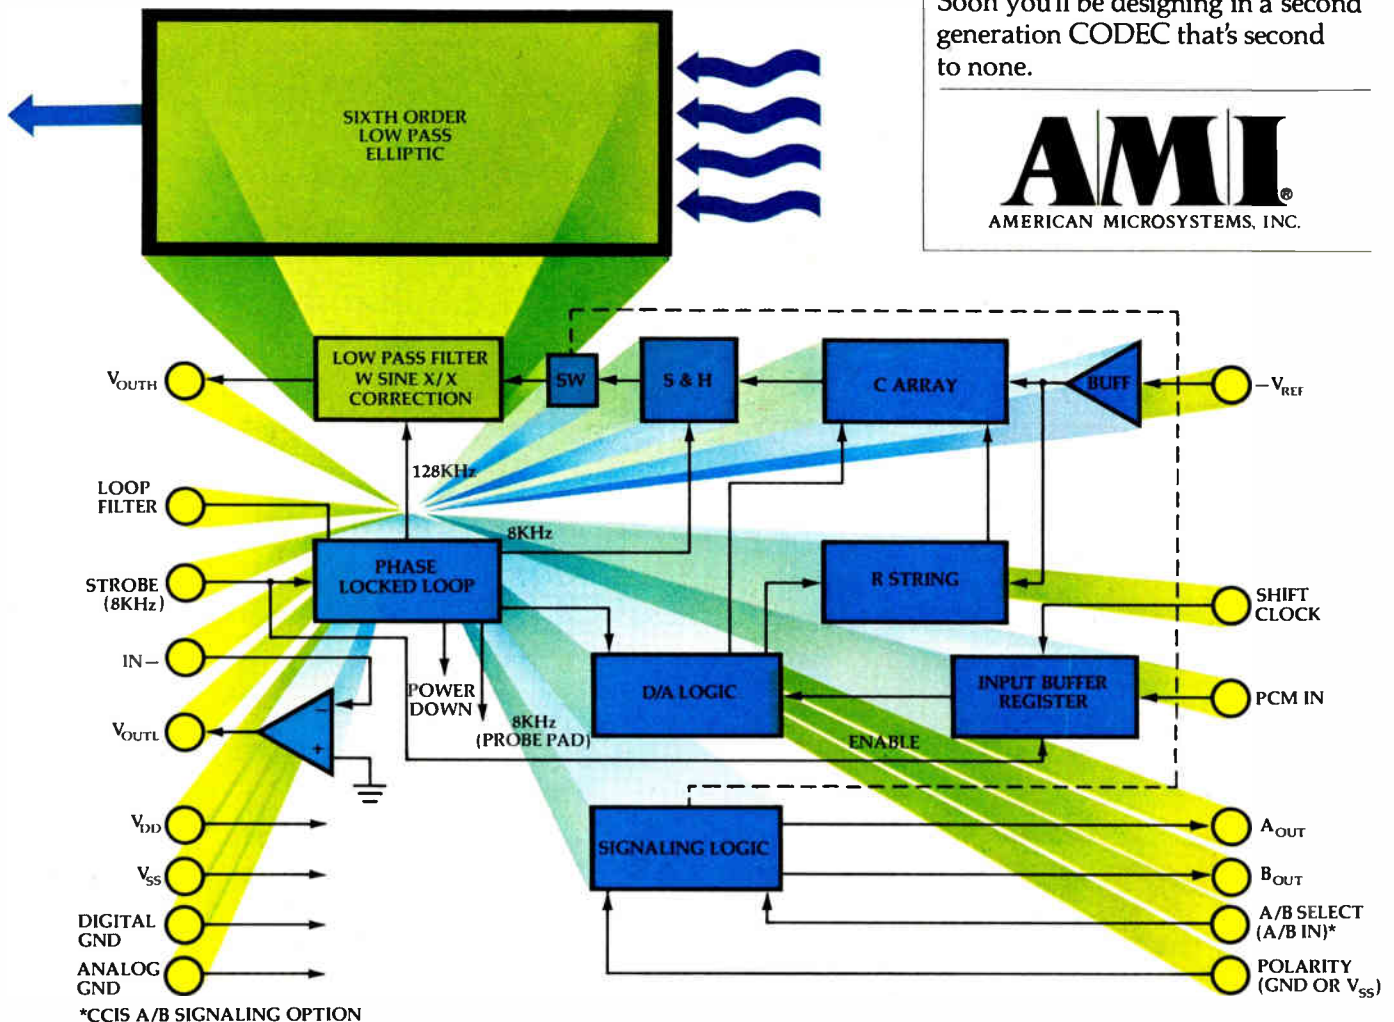 Soon you'll be designing in a second
generation CODEC that's second
to none.
AMI®
AMERICAN MICROSYSTEMS, INC.
SIXTH ORDER
LOW PASS
ELLIPTIC
LOW PASS FILTER
W SINE X/X
CORRECTION
SW
S & H
C ARRAY
BUFF
-VREF
VOUTH
128KHz
LOOP
FILTER
8KHz
PHASE
LOCKED LOOP
R STRING
STROBE
(8KHz)
SHIFT
CLOCK
IN-
POWER
DOWN
8KHz
(PROBE PAD)
D/A LOGIC
INPUT BUFFER
REGISTER
PCM IN
VOUTL
-
+
ENABLE
VDD
SIGNALING LOGIC
AOUT
VSS
BOUT
DIGITAL
GND
A/B SELECT
(A/B IN)*
ANALOG
GND
POLARITY
(GND OR VSS)
*CCIS A/B SIGNALING OPTION